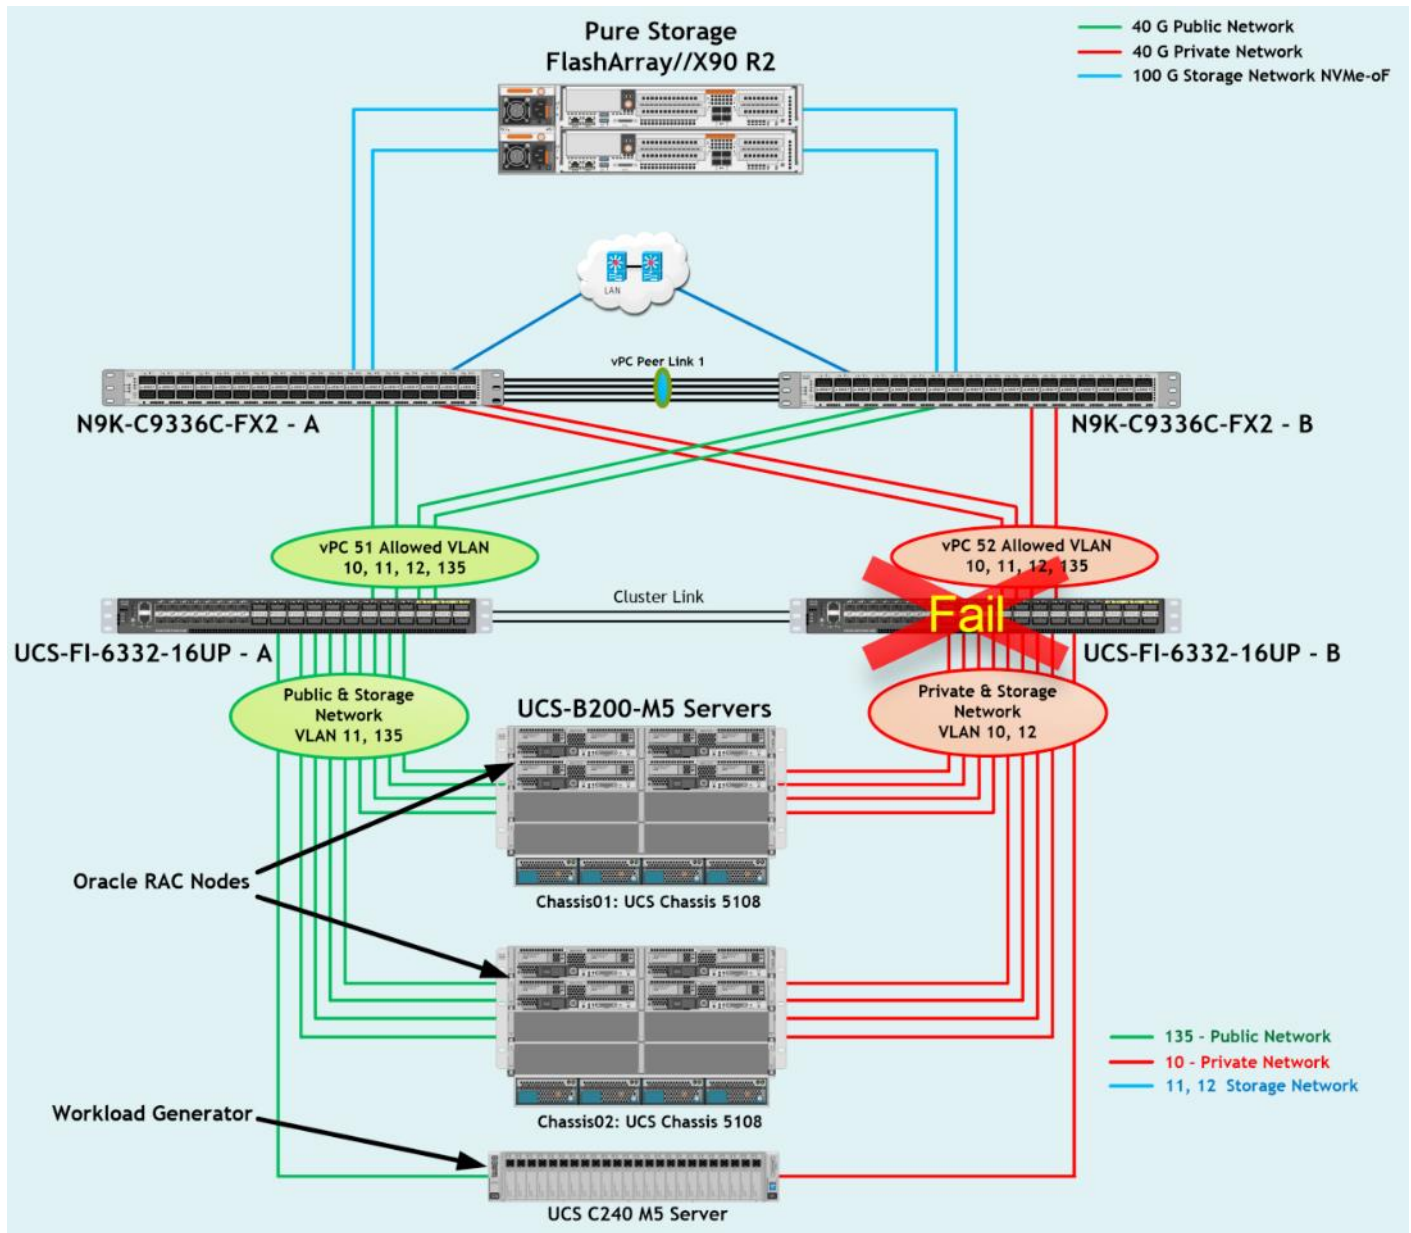 Pure Storage
FlashArray//X90 R2
40 G Public Network
40 G Private Network
100 G Storage Network NVMe-oF
LAN
vPC Peer Link 1
N9K-C9336C-FX2 - A
N9K-C9336C-FX2 - B
vPC 51 Allowed VLAN
10, 11, 12, 135
vPC 52 Allowed VLAN
10, 11, 12, 135
Cluster Link
Fail
UCS-FI-6332-16UP - A
UCS-FI-6332-16UP - B
Public & Storage
Network
VLAN 11, 135
Private & Storage
Network
VLAN 10, 12
UCS-B200-M5 Servers
Oracle RAC Nodes
Chassis01: UCS Chassis 5108
135 - Public Network
10 - Private Network
11, 12 Storage Network
Workload Generator
Chassis02: UCS Chassis 5108
UCS C240 M5 Server